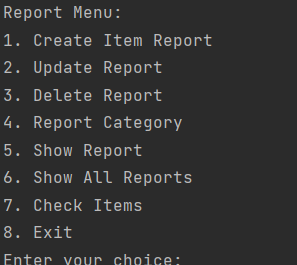 Report Menu:
1. Create Item Report
2. Update Report
3. Delete Report
4. Report Category
5. Show Report
6. Show All Reports
7. Check Items
8. Exit
Enter your choice: